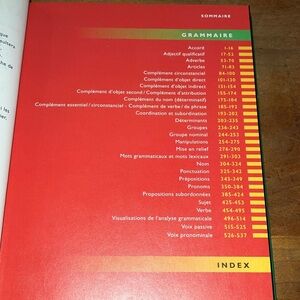 SOMMAIRE
GRAMMAIRE
Accord 1-16
Adjectif qualificatif 17-52
Adverbe 53-70
Articles 71-83
Complément circonstanciel 84-100
Complément d'objet direct 101-130
Complément d'objet indirect 131-154
Complément d'objet second / Complément d'attribution 155-174
Complément du nom (déterminatif) 175-184
Complément essentiel / circonstanciel - Complément de verbe / de phrase 185-192
Coordination et subordination 193-202
Déterminants 203-235
Groupes 236-243
Groupe nominal 244-253
Manipulations 254-275
Mise en relief 276-290
Mots grammaticaux et mots lexicaux 291-303
Nom 304-324
Ponctuation 325-342
Prépositions 343-349
Pronoms 350-384
Propositions subordonnées 385-424
Sujet 425-453
Verbe 454-495
Visualisations de l'analyse grammaticale 496-514
Voix passive 515-525
Voix pronominale 526-537
INDEX